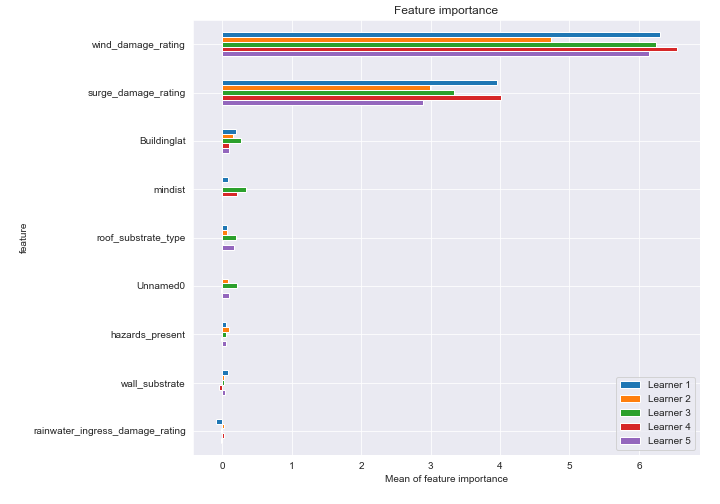 Feature importance
feature
wind_damage_rating
surge_damage_rating
Buildinglat
mindist
roof_substrate_type
Unnamed0
hazards_present
wall_substrate
rainwater_ingress_damage_rating
Learner 1
Learner 2
Learner 3
Learner 4
Learner 5
0 1 2 3 4 5 6
Mean of feature importance